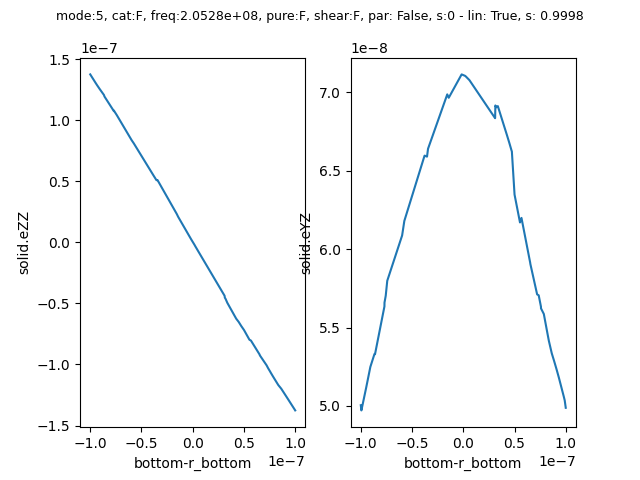 mode:5, cat:F, freq:2.0528e+08, pure:F, shear:F, par: False, s:0 - lin: True, s: 0.9998
1e−7
1.5
1.0
0.5
0.0
−0.5
−1.0
−1.5
solid.eZZ
−1.0 −0.5 0.0 0.5 1.0
bottom-r_bottom 1e−7
1e−8
7.0
6.5
6.0
5.5
5.0
solid.eYZ
−1.0 −0.5 0.0 0.5 1.0
bottom-r_bottom 1e−7